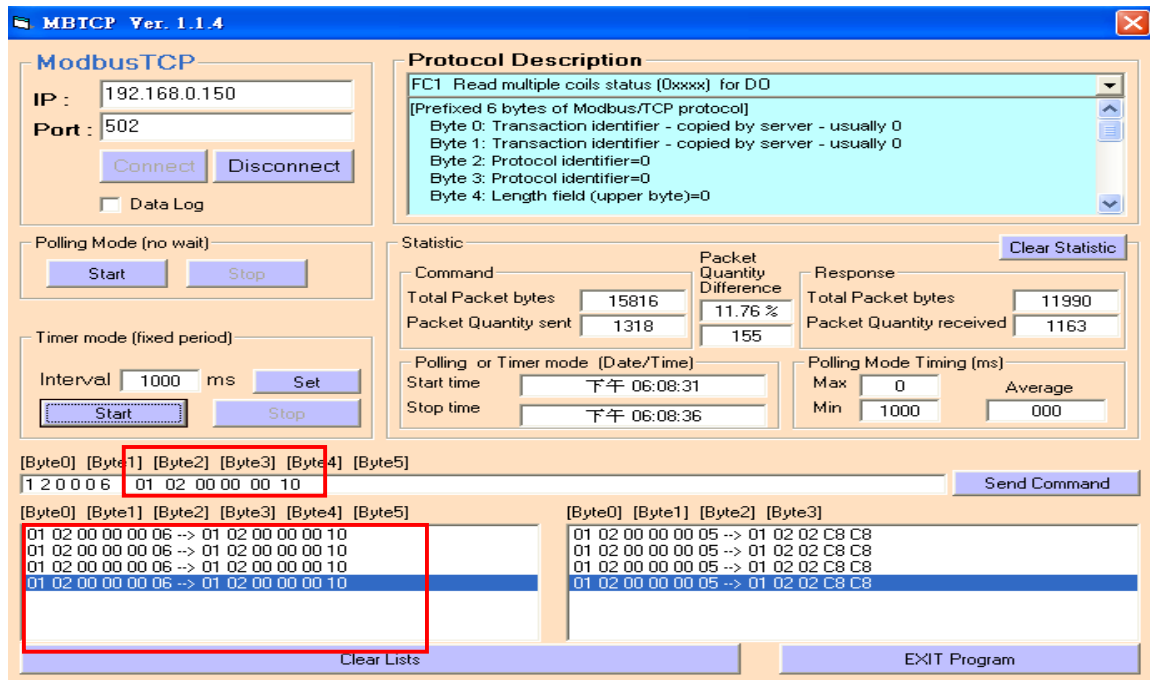 MBTCP Ver. 1.1.4
ModbusTCP
IP : 192.168.0.150
Port : 502
Connect Disconnect
Data Log
Protocol Description
FC1 Read multiple coils status (0xxxx) for DO
[Prefixed 6 bytes of Modbus/TCP protocol]
Byte 0: Transaction identifier - copied by server - usually 0
Byte 1: Transaction identifier - copied by server - usually 0
Byte 2: Protocol identifier=0
Byte 3: Protocol identifier=0
Byte 4: Length field (upper byte)=0
Polling Mode (no wait)
Start Stop
Timer mode (fixed period)
Interval 1000 ms Set
Start Stop
Statistic
Clear Statistic
Command
Total Packet bytes 15816
Packet Quantity sent 1318
Packet
Quantity
Difference
11.76 %
155
Response
Total Packet bytes 11990
Packet Quantity received 1163
Polling or Timer mode (Date/Time)
Start time 下午 06:08:31
Stop time 下午 06:08:36
Polling Mode Timing (ms)
Max 0 Average
Min 1000 000
[Byte0] [Byte1] [Byte2] [Byte3] [Byte4] [Byte5]
1 2 0 0 0 6 01 02 00 00 00 10
Send Command
[Byte0] [Byte1] [Byte2] [Byte3] [Byte4] [Byte5]
01 02 00 00 00 06 --> 01 02 00 00 00 10
01 02 00 00 00 06 --> 01 02 00 00 00 10
01 02 00 00 00 06 --> 01 02 00 00 00 10
01 02 00 00 00 06 --> 01 02 00 00 00 10
[Byte0] [Byte1] [Byte2] [Byte3]
01 02 00 00 00 05 --> 01 02 02 C8 C8
01 02 00 00 00 05 --> 01 02 02 C8 C8
01 02 00 00 00 05 --> 01 02 02 C8 C8
01 02 00 00 00 05 --> 01 02 02 C8 C8
Clear Lists
EXIT Program